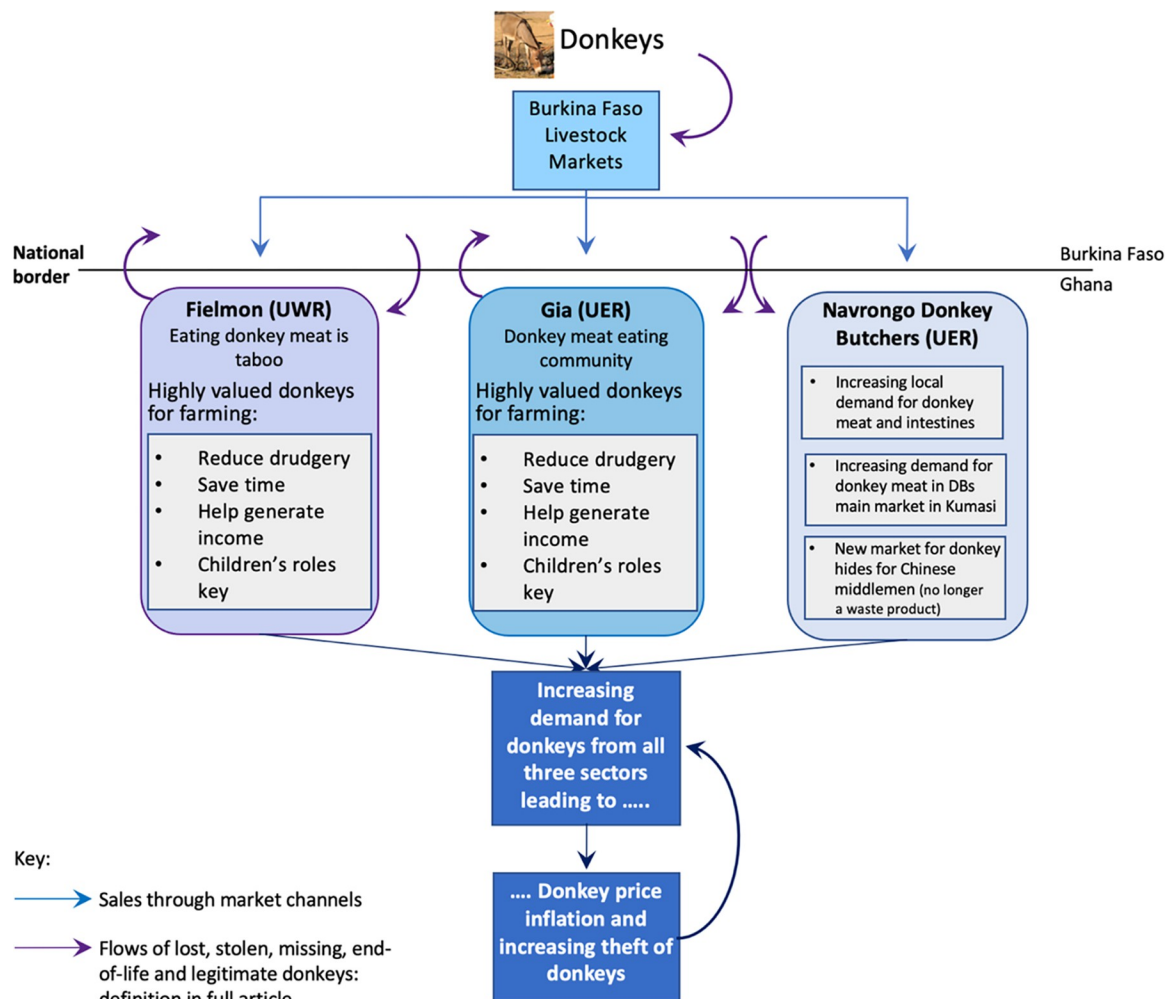 Donkeys
Burkina Faso
Livestock
Markets
National
border
Burkina Faso
Ghana
Fielmon (UWR)
Eating donkey meat is
taboo
Highly valued donkeys
for farming:
• Reduce drudgery
• Save time
• Help generate
income
• Children’s roles
key
Gia (UER)
Donkey meat eating
community
Highly valued donkeys
for farming:
• Reduce drudgery
• Save time
• Help generate
income
• Children’s roles
key
Navrongo Donkey
Butchers (UER)
• Increasing local
demand for donkey
meat and intestines
• Increasing demand for
donkey meat in DBs
main market in Kumasi
• New market for donkey
hides for Chinese
middlemen (no longer
a waste product)
Increasing
demand for
donkeys from all
three sectors
leading to …..
…. Donkey price
inflation and
increasing theft of
donkeys
Key:
Sales through market channels
Flows of lost, stolen, missing, end-
of-life and legitimate donkeys:
definition in full article